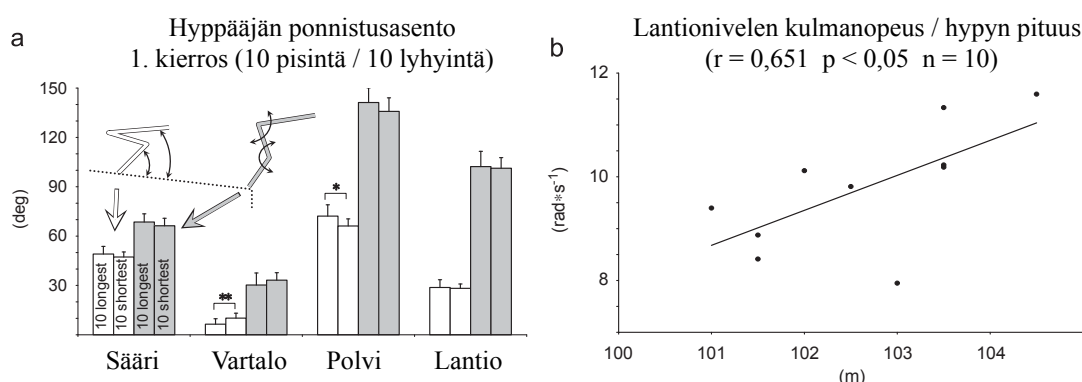 a
Hyppääjän ponnistusasento
1. kierros (10 pisintä / 10 lyhyintä)
150
120
90
60
30
(deg)
*
**
10 longest
10 shortest
10 longest
10 shortest
Sääri
Vartalo
Polvi
Lantio
b
Lantionivelen kulmanopeus / hypyn pituus
(r = 0,651 p < 0,05 n = 10)
12
11
10
9
8
(rad*s⁻¹)
100
101
102
103
104
(m)